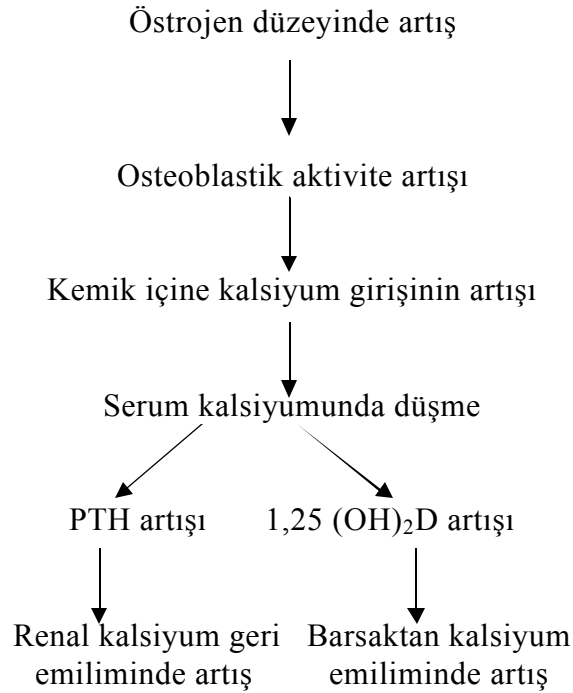 Östrojen düzeyinde artış
Osteoblastik aktivite artışı
Kemik içine kalsiyum girişinin artışı
Serum kalsiyumunda düşme
PTH artışı
1,25 (OH)₂D artışı
Renal kalsiyum geri
emiliminde artış
Barsaktan kalsiyum
emiliminde artış